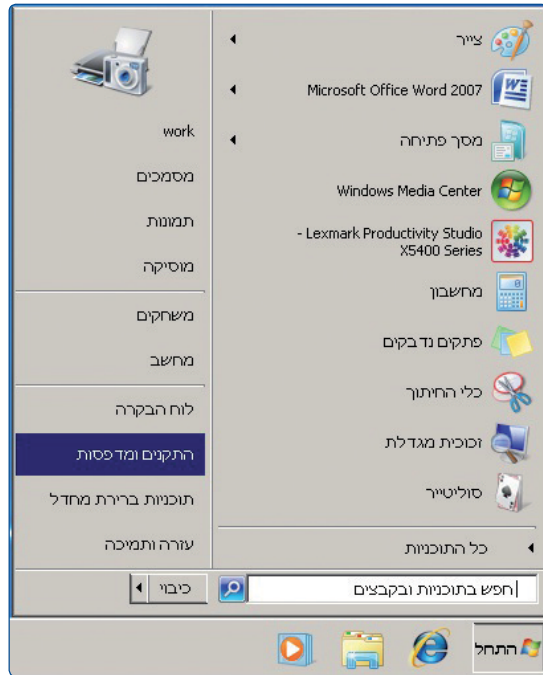 צייר
Microsoft Office Word 2007
מסך פתיחה
Windows Media Center
Lexmark Productivity Studio -
X5400 Series
מחשבון
פתקים נדבקים
כלי החיתוך
זכוכית מגדלת
סוליטייר
כל התוכניות
חפש בתוכניות ובקבצים
work
מסמכים
תמונות
מוסיקה
משחקים
מחשב
לוח הבקרה
התקנים ומדפסות
תוכניות ברירת מחדל
עזרה ותמיכה
כיבוי
התחל